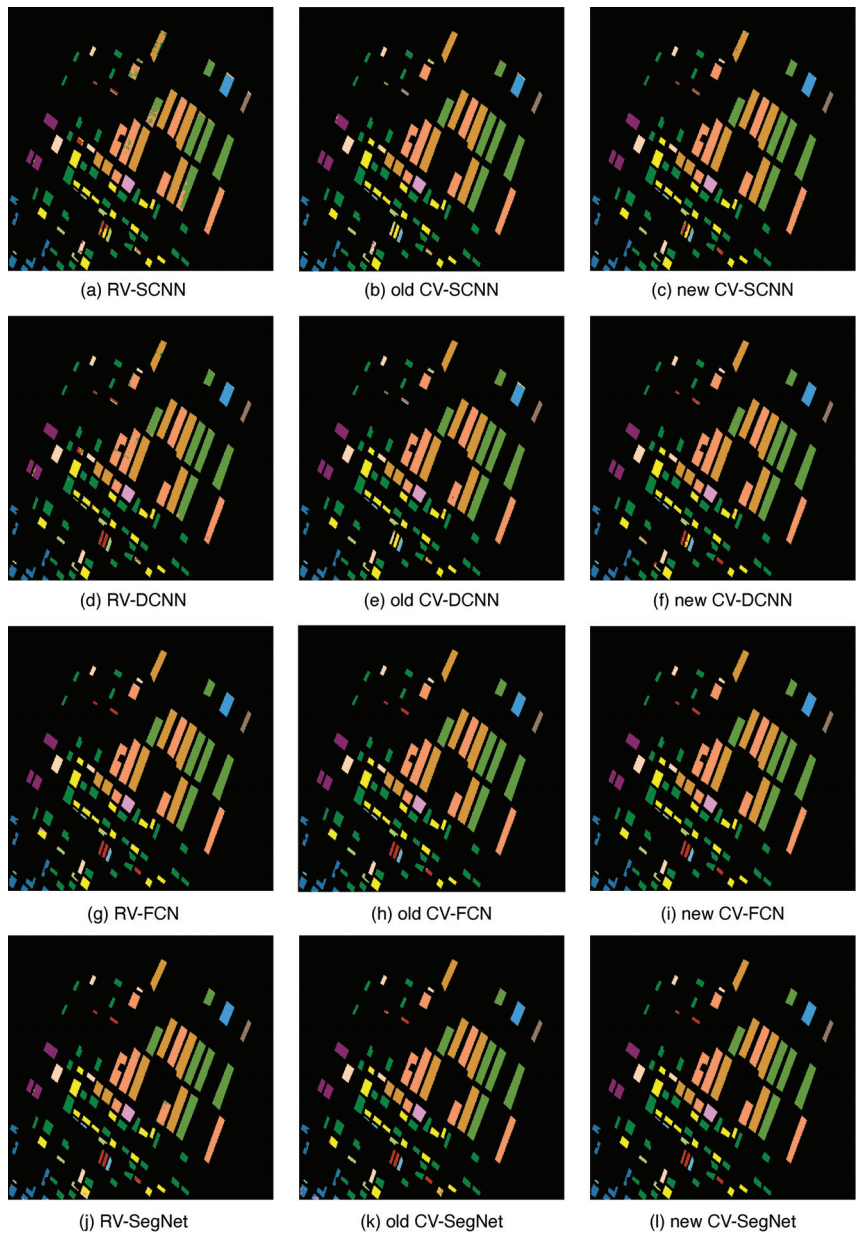 (a) RV-SCNN
(b) old CV-SCNN
(c) new CV-SCNN
(d) RV-DCNN
(e) old CV-DCNN
(f) new CV-DCNN
(g) RV-FCN
(h) old CV-FCN
(i) new CV-FCN
(j) RV-SegNet
(k) old CV-SegNet
(l) new CV-SegNet